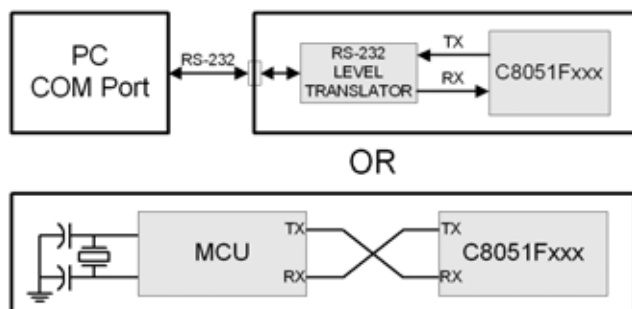 PC
COM Port
RS-232
RS-232
LEVEL
TRANSLATOR
TX
RX
C8051Fxxx
OR
MCU
TX
RX
TX
RX
C8051Fxxx